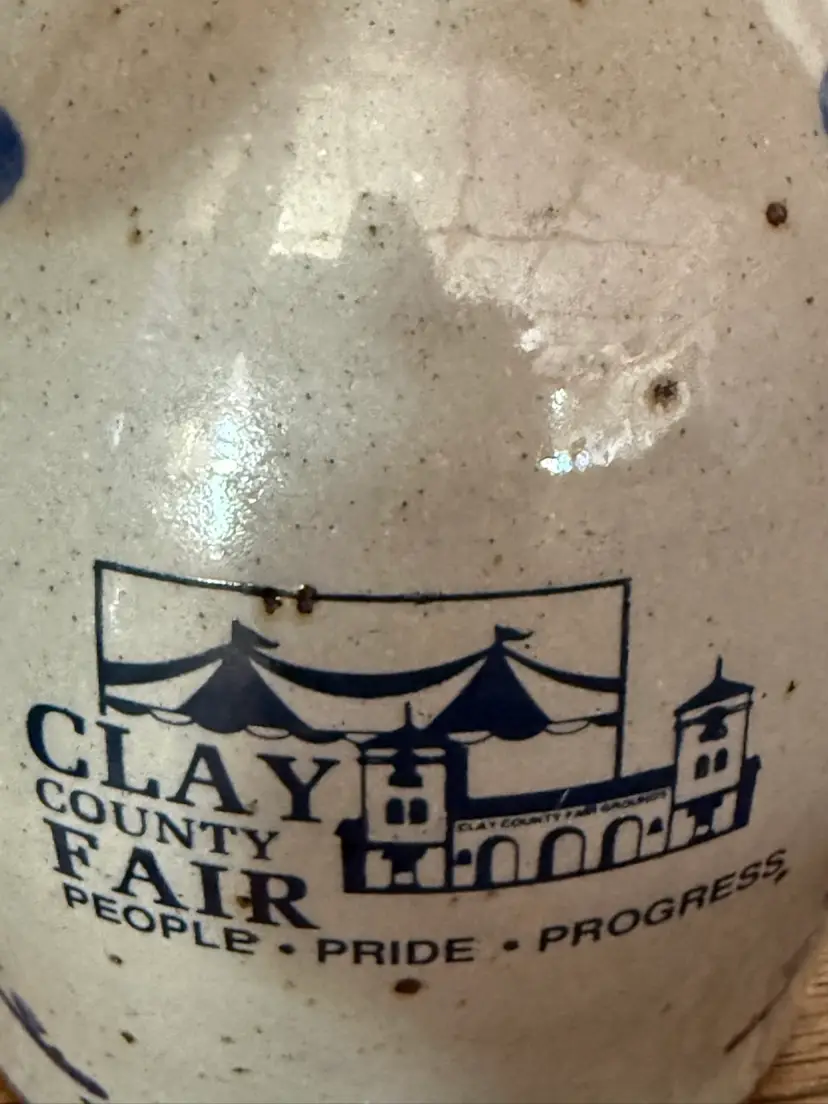 CLAY
COUNTY
FAIR
CLAY COUNTY FAIR GROUNDS
PEOPLE • PRIDE • PROGRESS